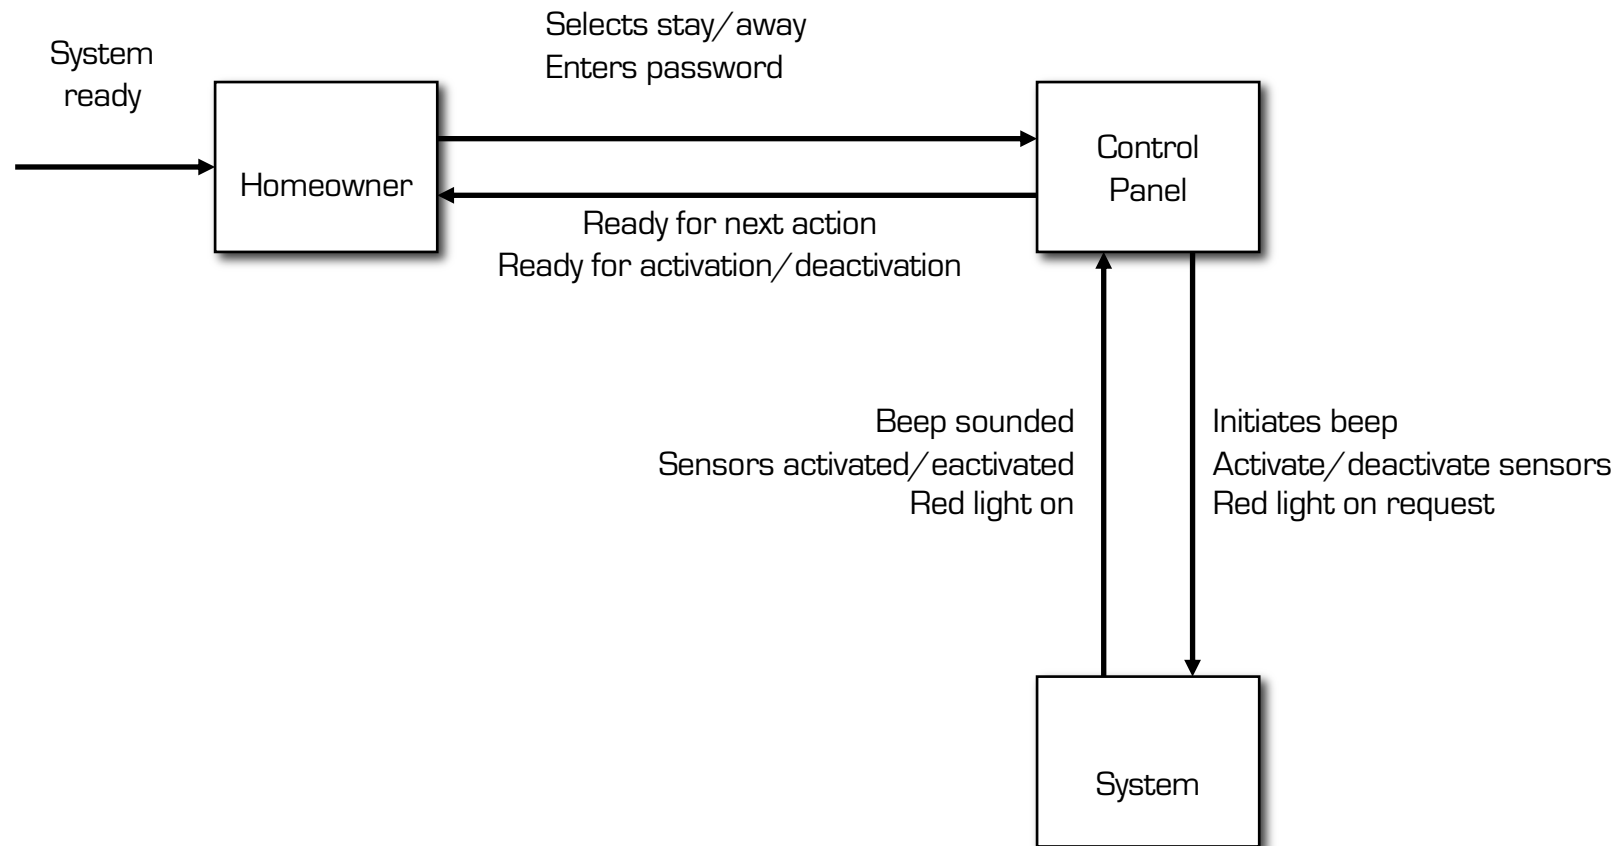 System
ready
Selects stay/away
Enters password
Homeowner
Control
Panel
Ready for next action
Ready for activation/deactivation
Beep sounded
Sensors activated/eactivated
Red light on
Initiates beep
Activate/deactivate sensors
Red light on request
System